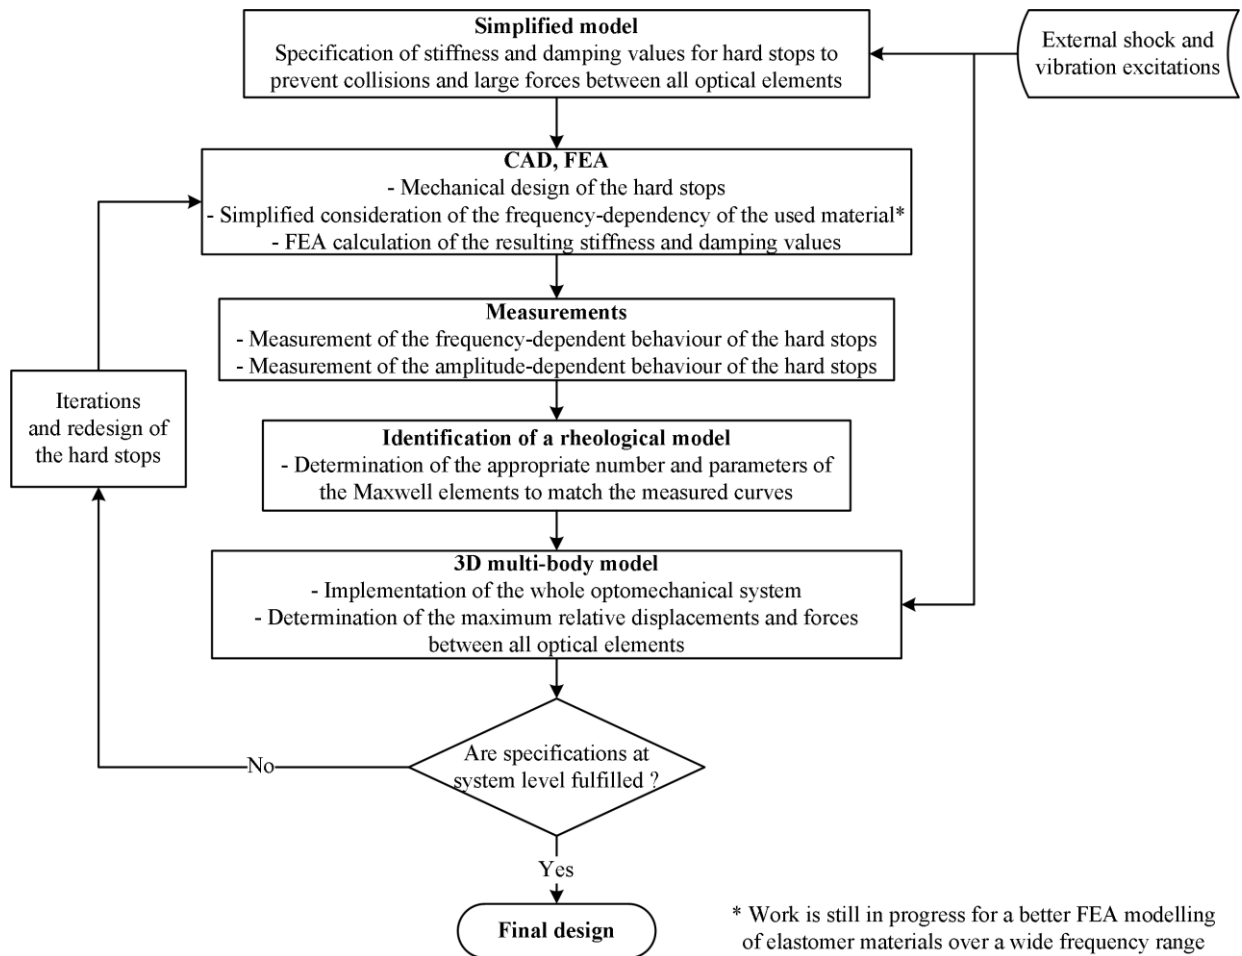 Simplified model
Specification of stiffness and damping values for hard stops to
prevent collisions and large forces between all optical elements
External shock and
vibration excitations
CAD, FEA
- Mechanical design of the hard stops
- Simplified consideration of the frequency-dependency of the used material*
- FEA calculation of the resulting stiffness and damping values
Measurements
- Measurement of the frequency-dependent behaviour of the hard stops
- Measurement of the amplitude-dependent behaviour of the hard stops
Iterations
and redesign of
the hard stops
Identification of a rheological model
- Determination of the appropriate number and parameters of
the Maxwell elements to match the measured curves
3D multi-body model
- Implementation of the whole optomechanical system
- Determination of the maximum relative displacements and forces
between all optical elements
Are specifications at
system level fulfilled ?
No
Yes
Final design
* Work is still in progress for a better FEA modelling
of elastomer materials over a wide frequency range